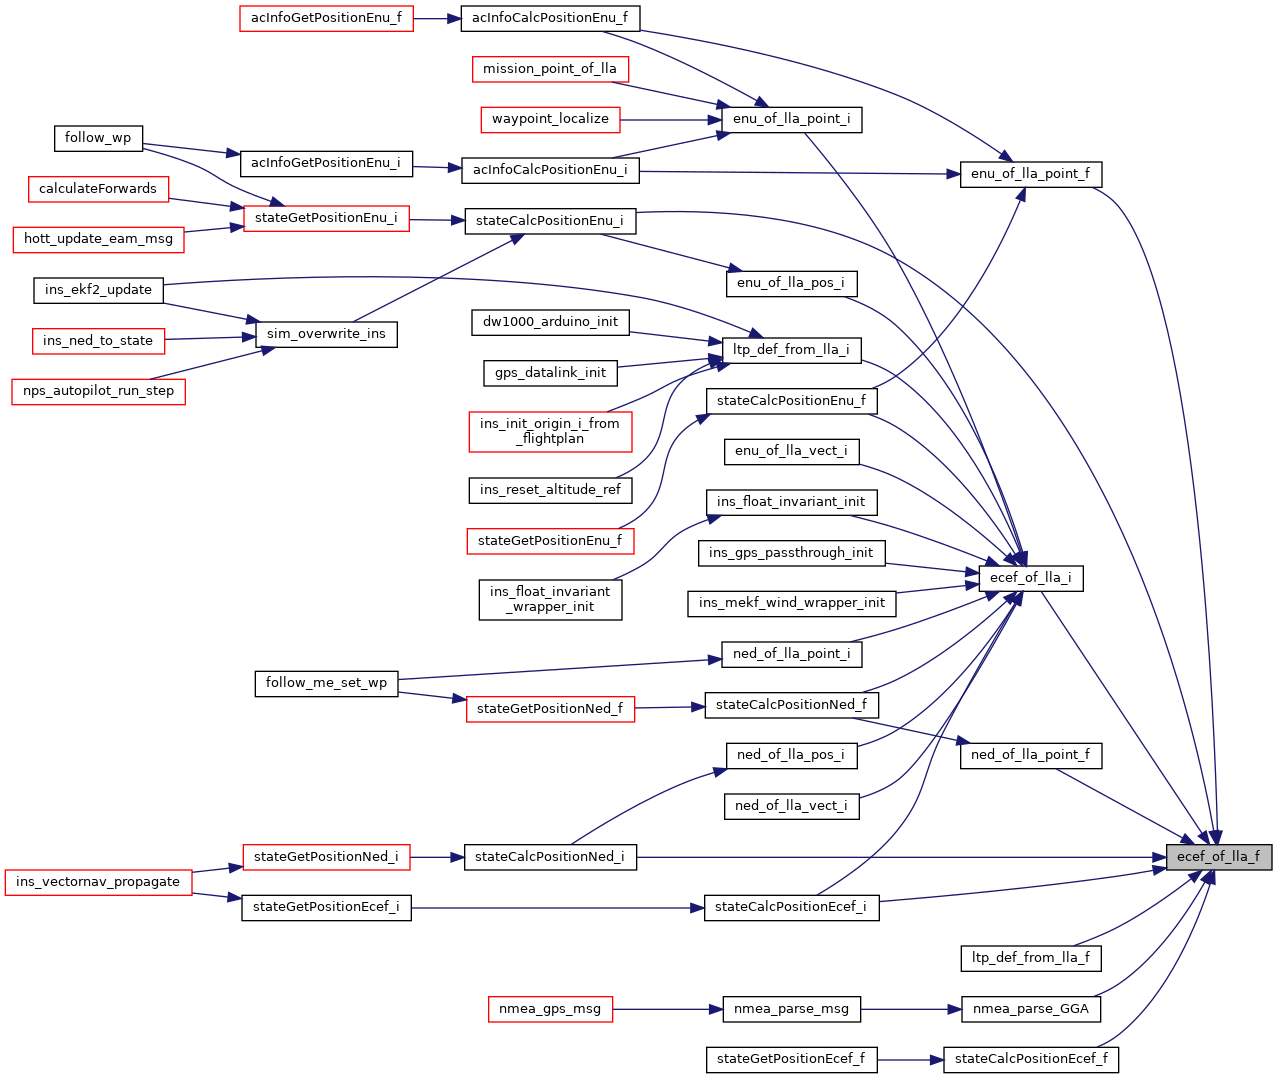 acInfoGetPositionEnu_f
acInfoCalcPositionEnu_f
mission_point_of_lla
waypoint_localize
enu_of_lla_point_i
follow_wp
acInfoGetPositionEnu_i
acInfoCalcPositionEnu_i
enu_of_lla_point_f
calculateForwards
stateGetPositionEnu_i
stateCalcPositionEnu_i
hott_update_eam_msg
ins_ekf2_update
enu_of_lla_pos_i
dw1000_arduino_init
sim_overwrite_ins
ins_ned_to_state
ltp_def_from_lla_i
gps_datalink_init
nps_autopilot_run_step
stateCalcPositionEnu_f
ins_init_origin_i_from
_flightplan
enu_of_lla_vect_i
ins_reset_altitude_ref
ins_float_invariant_init
stateGetPositionEnu_f
ins_gps_passthrough_init
ecef_of_lla_i
ins_float_invariant
_wrapper_init
ins_mekf_wind_wrapper_init
ned_of_lla_point_i
follow_me_set_wp
stateGetPositionNed_f
stateCalcPositionNed_f
ned_of_lla_pos_i
ned_of_lla_point_f
ned_of_lla_vect_i
stateGetPositionNed_i
stateCalcPositionNed_i
ecef_of_lla_f
ins_vectornav_propagate
stateGetPositionEcef_i
stateCalcPositionEcef_i
ltp_def_from_lla_f
nmea_gps_msg
nmea_parse_msg
nmea_parse_GGA
stateGetPositionEcef_f
stateCalcPositionEcef_f